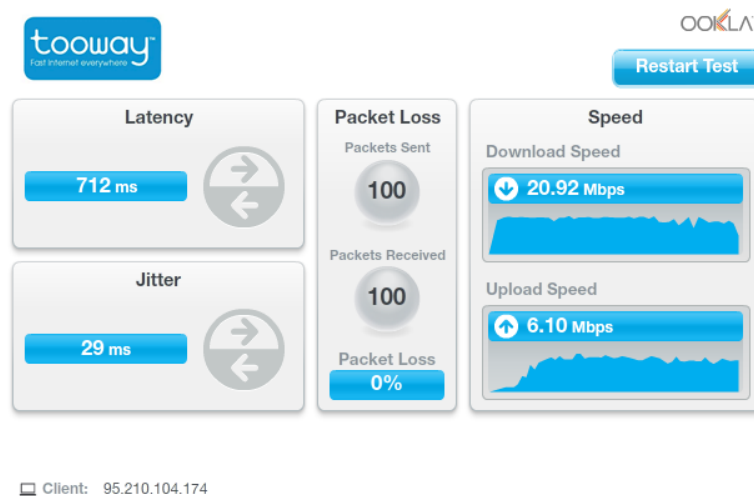 tooway™
Fast Internet everywhere
OOKLA
Restart Test
Latency
712 ms
Jitter
29 ms
Packet Loss
Packets Sent
100
Packets Received
100
Packet Loss
0%
Speed
Download Speed
20.92 Mbps
Upload Speed
6.10 Mbps
Client: 95.210.104.174